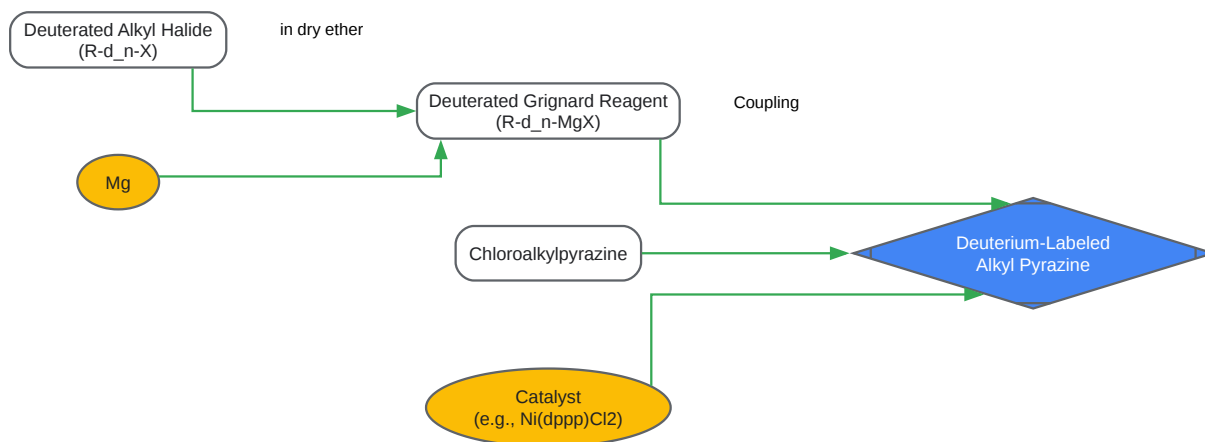 Deuterated Alkyl Halide
(R-d_n-X)
in dry ether
Deuterated Grignard Reagent
(R-d_n-MgX)
Coupling
Mg
Chloroalkylpyrazine
Deuterium-Labeled
Alkyl Pyrazine
Catalyst
(e.g., Ni(dppp)Cl2)